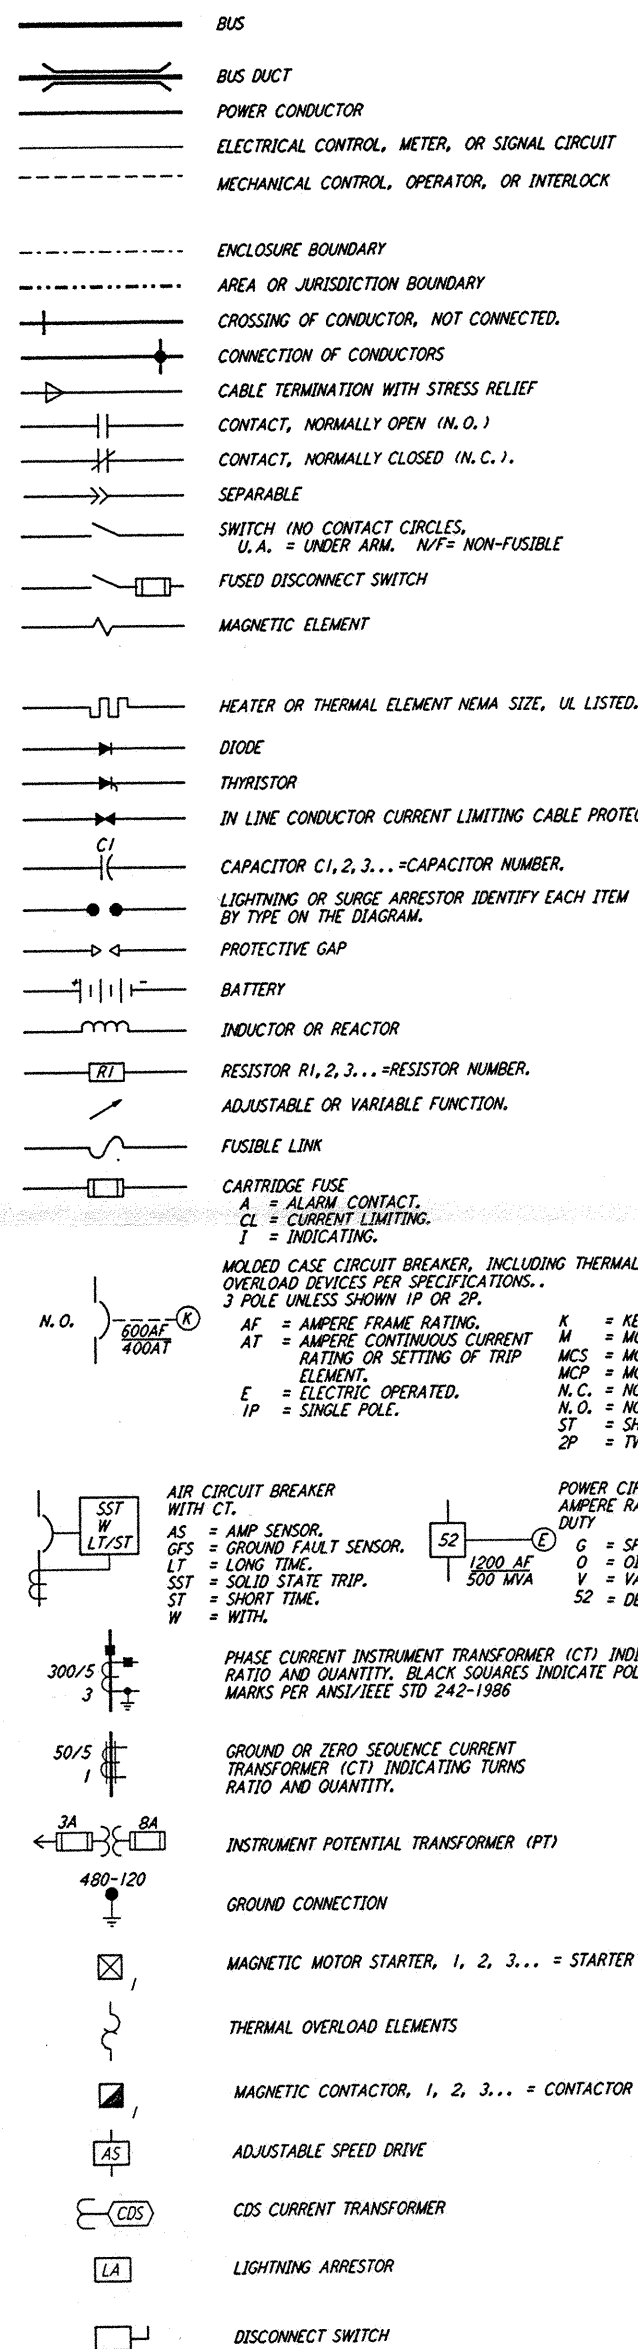 BUS
BUS DUCT
POWER CONDUCTOR
ELECTRICAL CONTROL, METER, OR SIGNAL CIRCUIT
MECHANICAL CONTROL, OPERATOR, OR INTERLOCK
ENCLOSURE BOUNDARY
AREA OR JURISDICTION BOUNDARY
CROSSING OF CONDUCTOR, NOT CONNECTED.
CONNECTION OF CONDUCTORS
CABLE TERMINATION WITH STRESS RELIEF
CONTACT, NORMALLY OPEN (N.O.)
CONTACT, NORMALLY CLOSED (N.C.).
SEPARABLE
SWITCH (NO CONTACT CIRCLES,
U.A. = UNDER ARM. N/F= NON-FUSIBLE
FUSED DISCONNECT SWITCH
MAGNETIC ELEMENT
HEATER OR THERMAL ELEMENT NEMA SIZE, UL LISTED.
DIODE
THYRISTOR
IN LINE CONDUCTOR CURRENT LIMITING CABLE
C1
CAPACITOR C1,2,3...=CAPACITOR NUMBER.
LIGHTNING OR SURGE ARRESTOR IDENTIFY EACH ITEM
BY TYPE ON THE DIAGRAM.
PROTECTIVE GAP
+ -
BATTERY
INDUCTOR OR REACTOR
R1
RESISTOR R1,2,3...=RESISTOR NUMBER.
ADJUSTABLE OR VARIABLE FUNCTION.
FUSIBLE LINK
CARTRIDGE FUSE
A = ALARM CONTACT.
CL = CURRENT LIMITING.
I = INDICATING.
MOLDED CASE CIRCUIT BREAKER, INCLUDING THERMAL
OVERLOAD DEVICES PER SPECIFICATIONS..
3 POLE UNLESS SHOWN 1P OR 2P.
N.O.
K
600AF
400AT
AF = AMPERE FRAME RATING.
AT = AMPERE CONTINUOUS CURRENT
RATING OR SETTING OF TRIP
ELEMENT.
E = ELECTRIC OPERATED.
1P = SINGLE POLE.
K =
M =
MCS =
MCP =
N.C. =
N.O. =
ST =
2P =
SST
W
LT/ST
AIR CIRCUIT BREAKER
WITH CT.
AS = AMP SENSOR.
GFS = GROUND FAULT SENSOR.
LT = LONG TIME.
SST = SOLID STATE TRIP.
ST = SHORT TIME.
W = WITH.
52
E
1200 AF
500 MVA
POWER
AMPERE
DUTY
G =
O =
V =
52 =
300/5
3
PHASE CURRENT INSTRUMENT TRANSFORMER (CT)
RATIO AND QUANTITY. BLACK SQUARES INDICATE
MARKS PER ANSI/IEEE STD 242-1986
50/5
1
GROUND OR ZERO SEQUENCE CURRENT
TRANSFORMER (CT) INDICATING TURNS
RATIO AND QUANTITY.
3A 8A
INSTRUMENT POTENTIAL TRANSFORMER (PT)
480-120
GROUND CONNECTION
1
MAGNETIC MOTOR STARTER, 1, 2, 3... = STARTER
THERMAL OVERLOAD ELEMENTS
1
MAGNETIC CONTACTOR, 1, 2, 3... = CONTACTOR
AS
ADJUSTABLE SPEED DRIVE
CDS
CDS CURRENT TRANSFORMER
LA
LIGHTNING ARRESTOR
DISCONNECT SWITCH